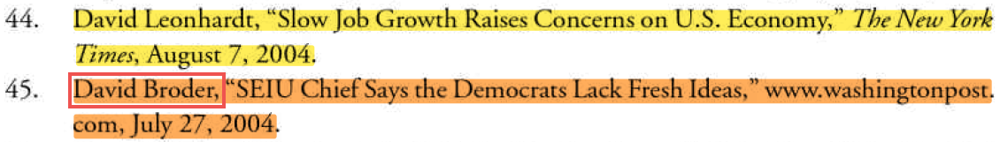 44. David Leonhardt, “Slow Job Growth Raises Concerns on U.S. Economy,” The New York
Times, August 7, 2004.
45. David Broder, “SEIU Chief Says the Democrats Lack Fresh Ideas,” www.washingtonpost.
com, July 27, 2004.